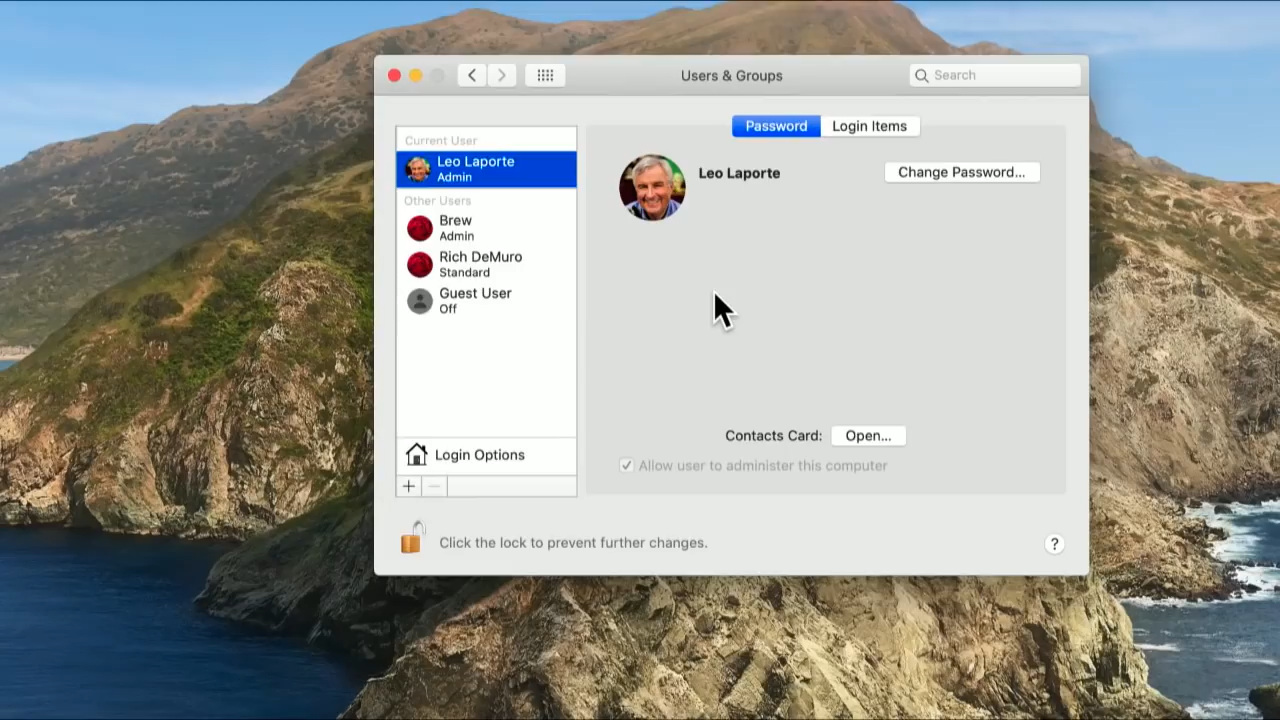 Users & Groups
Search
Password
Login Items
Current User
Leo Laporte
Admin
Other Users
Brew
Admin
Rich DeMuro
Standard
Guest User
Off
Login Options
Leo Laporte
Change Password...
Contacts Card:
Open...
Allow user to administer this computer
Click the lock to prevent further changes.
?